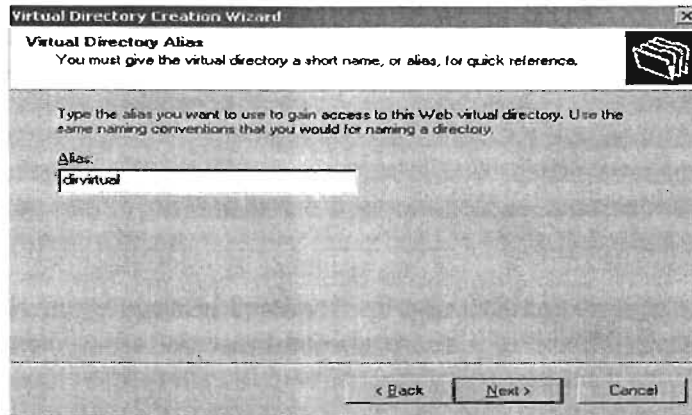 Virtual Directory Creation Wizard
Virtual Directory Alias
You must give the virtual directory a short name, or alias, for quick reference.
Type the alias you want to use to gain access to this Web virtual directory. Use the
same naming conventions that you would for naming a directory.
Alias:
dirvirtual
< Back Next > Cancel